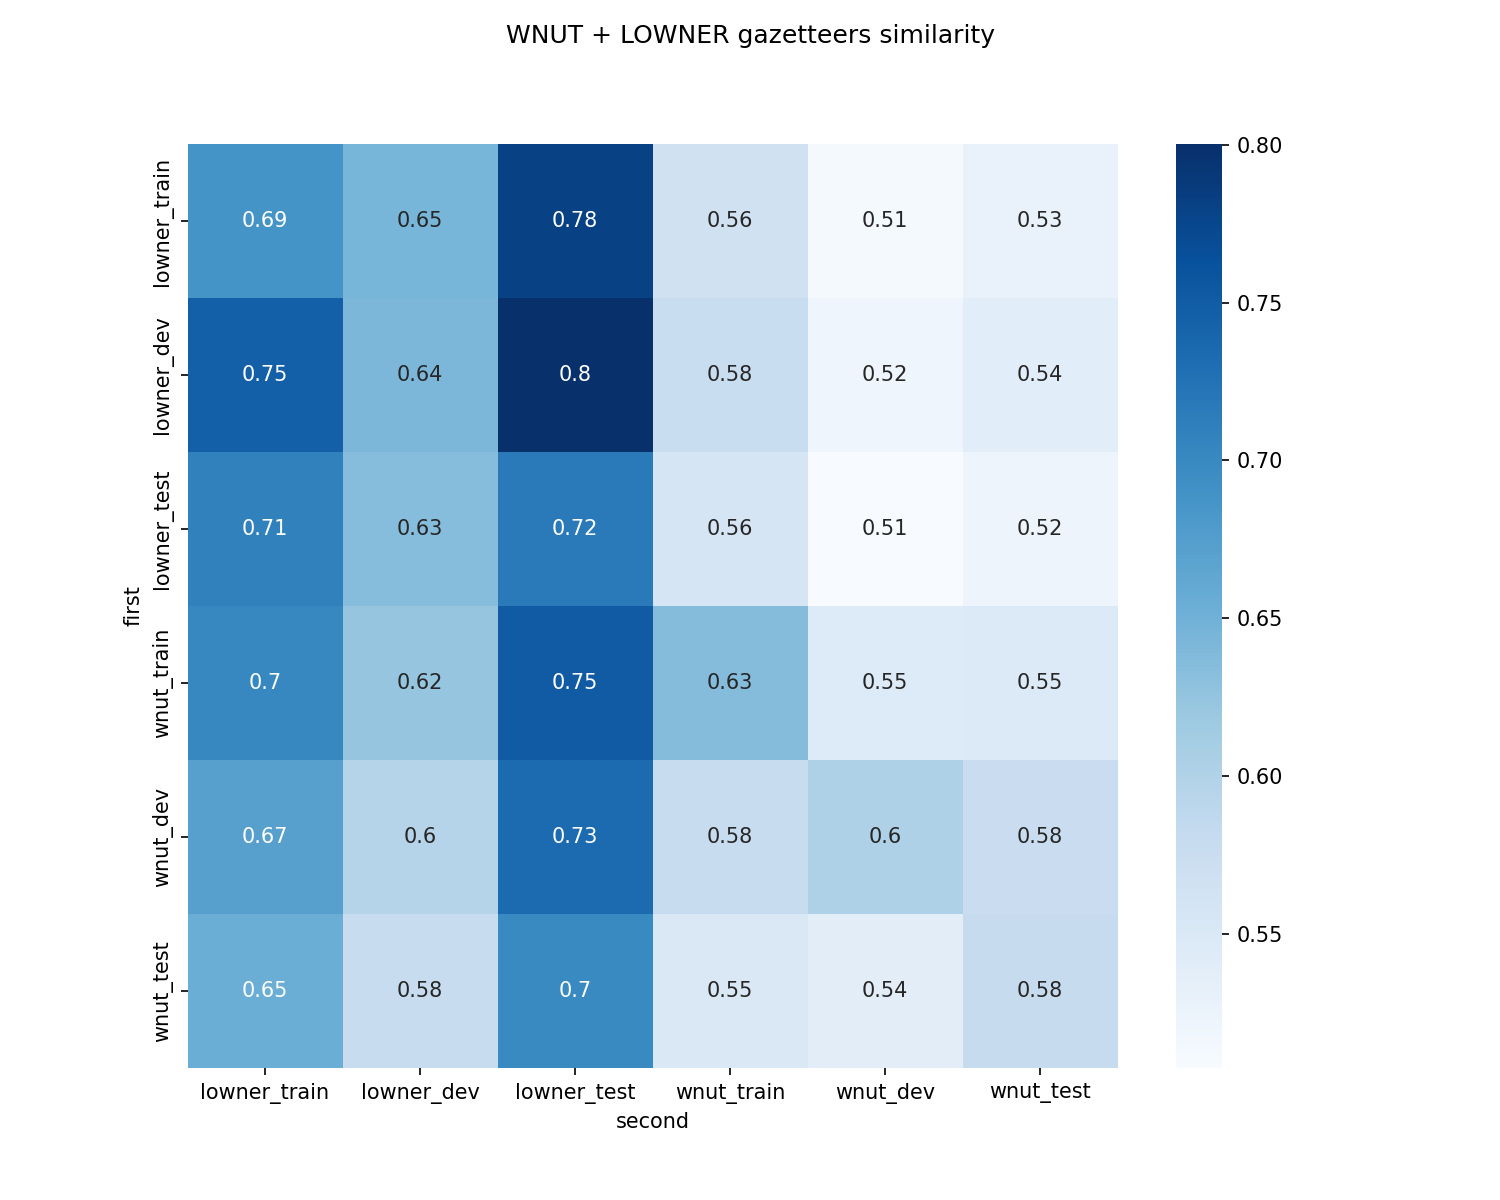 WNUT + LOWNER gazetteers similarity
first
lowner_train
0.69 0.65 0.78 0.56 0.51 0.53
lowner_dev
0.75 0.64 0.8 0.58 0.52 0.54
lowner_test
0.71 0.63 0.72 0.56 0.51 0.52
wnut_train
0.7 0.62 0.75 0.63 0.55 0.55
wnut_dev
0.67 0.6 0.73 0.58 0.6 0.58
wnut_test
0.65 0.58 0.7 0.55 0.54 0.58
lowner_train lowner_dev lowner_test wnut_train wnut_dev wnut_test
second
0.80
0.75
0.70
0.65
0.60
0.55